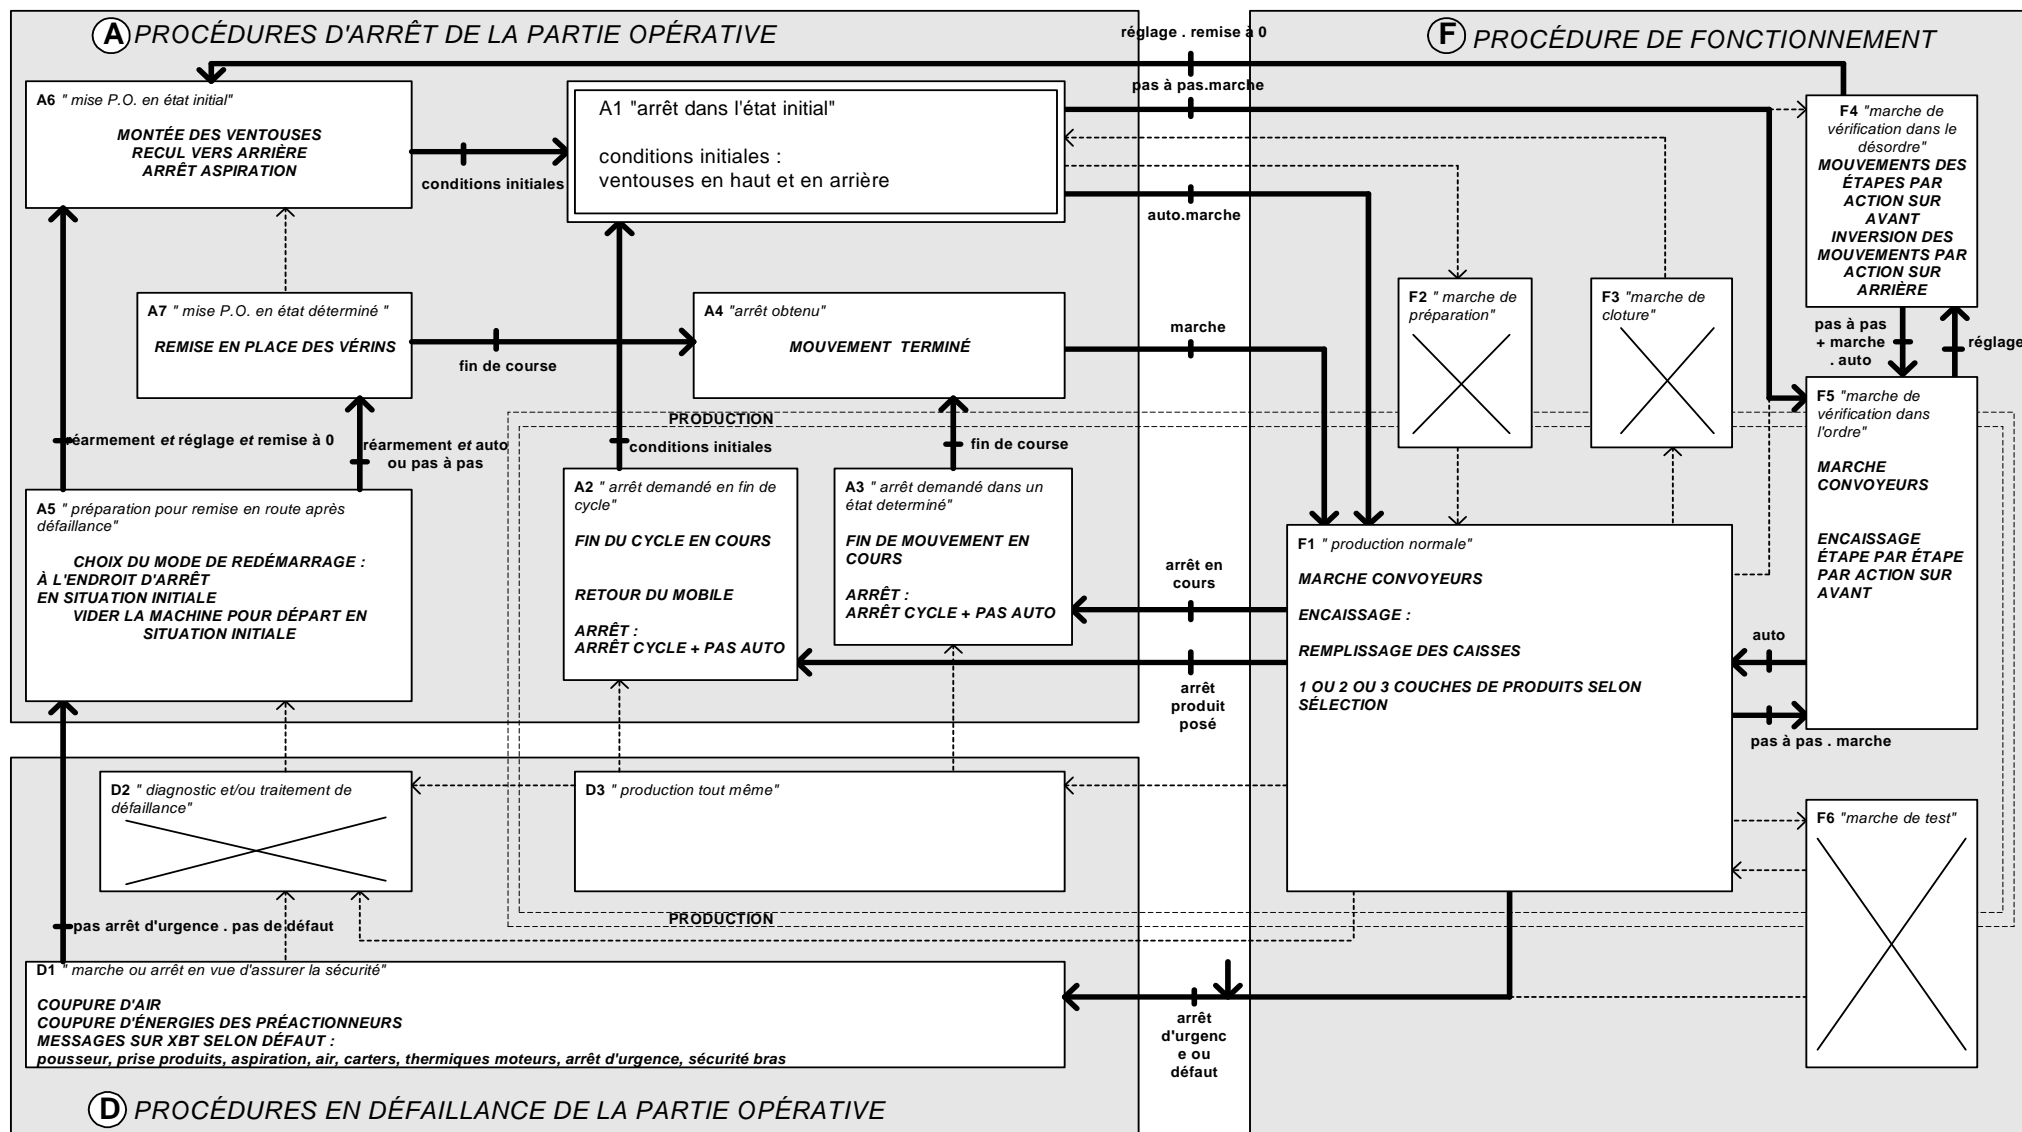 A PROCÉDURES D'ARRÊT DE LA PARTIE OPÉRATIVE
réglage . remise à 0
F PROCÉDURE DE FONCTIONNEMENT
pas à pas.marche
A6 " mise P.O. en état initial"
MONTÉE DES VENTOUSES
RECUL VERS ARRIÈRE
ARRÊT ASPIRATION
conditions initiales
A1 "arrêt dans l'état initial"
conditions initiales :
ventouses en haut et en arrière
auto.marche
F4 "marche de
vérification dans le
désordre"
MOUVEMENTS DES
ÉTAPES PAR
ACTION SUR
AVANT
INVERSION DES
MOUVEMENTS PAR
ACTION SUR
ARRIÈRE
A7 " mise P.O. en état déterminé "
REMISE EN PLACE DES VÉRINS
fin de course
A4 "arrêt obtenu"
MOUVEMENT TERMINÉ
marche
F2 " marche de
préparation"
F3 "marche de
cloture"
pas à pas
+ marche
. auto
réglage
PRODUCTION
réarmement et réglage et remise à 0
réarmement et auto
ou pas à pas
conditions initiales
fin de course
F5 "marche de
vérification dans
l'ordre"
MARCHE
CONVOYEURS
ENCAISSAGE
ÉTAPE PAR ÉTAPE
PAR ACTION SUR
AVANT
A5 " préparation pour remise en route après
défaillance"
CHOIX DU MODE DE REDÉMARRAGE :
À L'ENDROIT D'ARRÊT
EN SITUATION INITIALE
VIDER LA MACHINE POUR DÉPART EN
SITUATION INITIALE
A2 " arrêt demandé en fin de
cycle"
FIN DU CYCLE EN COURS
RETOUR DU MOBILE
ARRÊT :
ARRÊT CYCLE + PAS AUTO
A3 " arrêt demandé dans un
état determiné"
FIN DE MOUVEMENT EN
COURS
ARRÊT :
ARRÊT CYCLE + PAS AUTO
arrêt en
cours
arrêt
produit
posé
F1 " production normale"
MARCHE CONVOYEURS
ENCAISSAGE :
REMPLISSAGE DES CAISSES
1 OU 2 OU 3 COUCHES DE PRODUITS SELON
SÉLECTION
auto
pas à pas . marche
D2 " diagnostic et/ou traitement de
défaillance"
D3 " production tout même"
F6 "marche de test"
PRODUCTION
pas arrêt d'urgence . pas de défaut
D1 " marche ou arrêt en vue d'assurer la sécurité"
COUPURE D'AIR
COUPURE D'ÉNERGIES DES PRÉACTIONNEURS
MESSAGES SUR XBT SELON DÉFAUT :
pousseur, prise produits, aspiration, air, carters, thermiques moteurs, arrêt d'urgence, sécurité bras
arrêt
d'urgenc
e ou
défaut
D PROCÉDURES EN DÉFAILLANCE DE LA PARTIE OPÉRATIVE